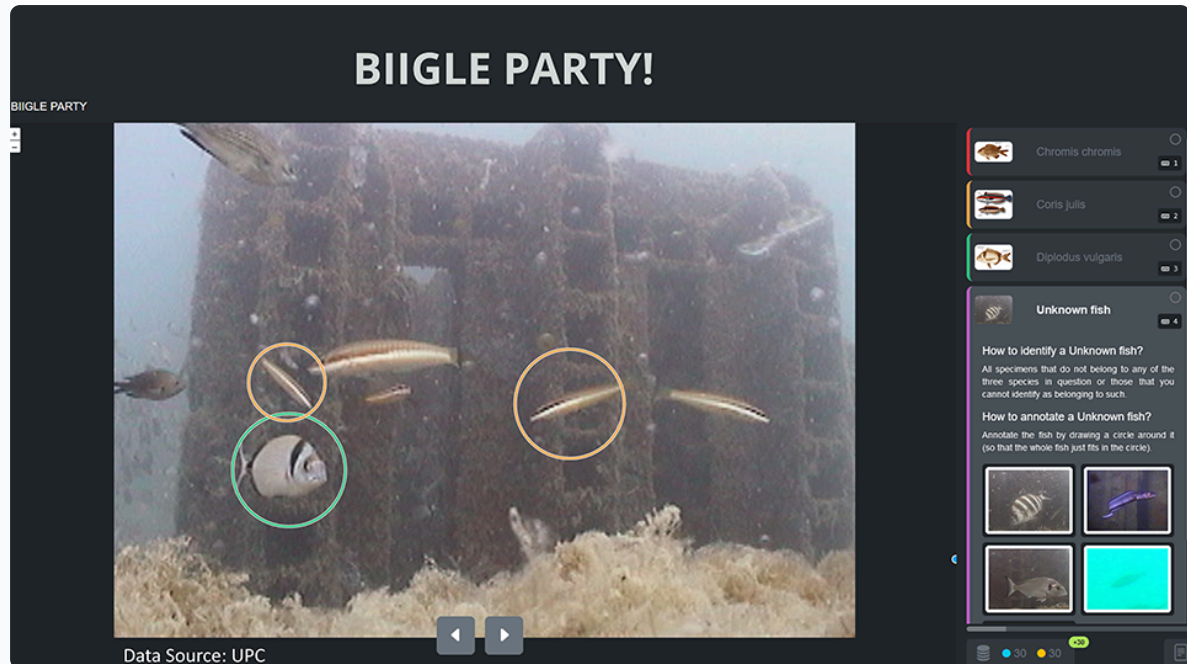 BIIGLE PARTY!
BIIGLE PARTY
+
-
Chromis chromis
1
Coris julis
2
Diplodus vulgaris
3
Unknown fish
4
How to identify a Unknown fish?
All specimens that do not belong to any of the
three species in question or those that you
cannot identify as belonging to such.
How to annotate a Unknown fish?
Annotate the fish by drawing a circle around it
(so that the whole fish just fits in the circle).
Data Source: UPC
30
30
+30